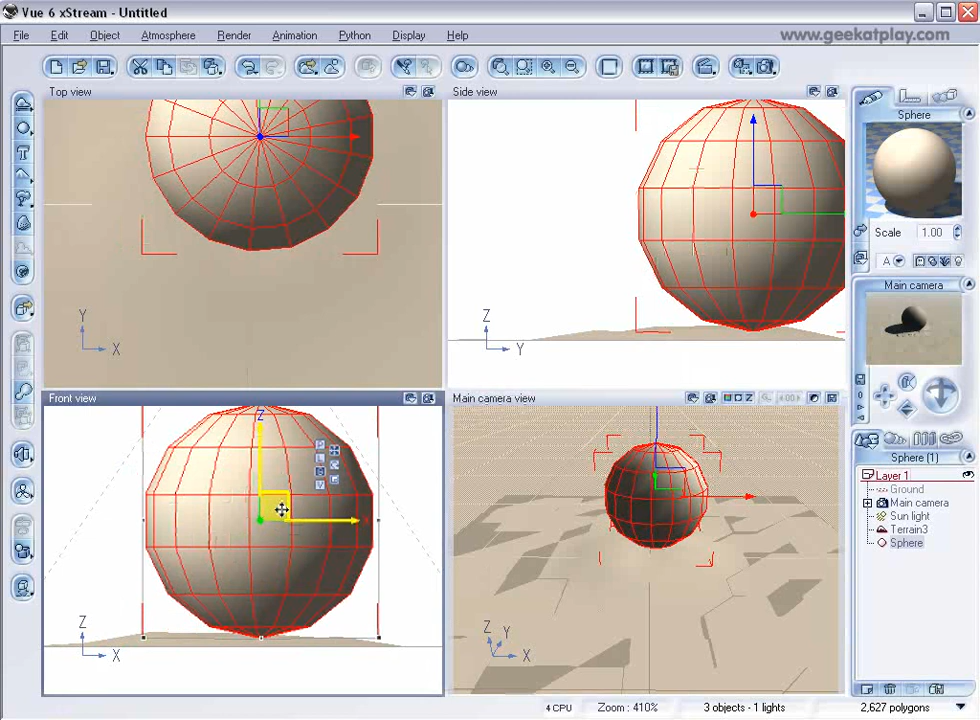 Vue 6 xStream - Untitled
File Edit Object Atmosphere Render Animation Python Display Help
www.geekatplay.com
Top view
Side view
Sphere
Y
X
Z
Y
Scale 1.00
A
Main camera
Front view
Main camera view
Z
Sphere (1)
Layer 1
Ground
Main camera
Sun light
Terrain3
Sphere
Z
X
Z
Y
X
4 CPU Zoom : 410% 3 objects - 1 lights 2,627 polygons